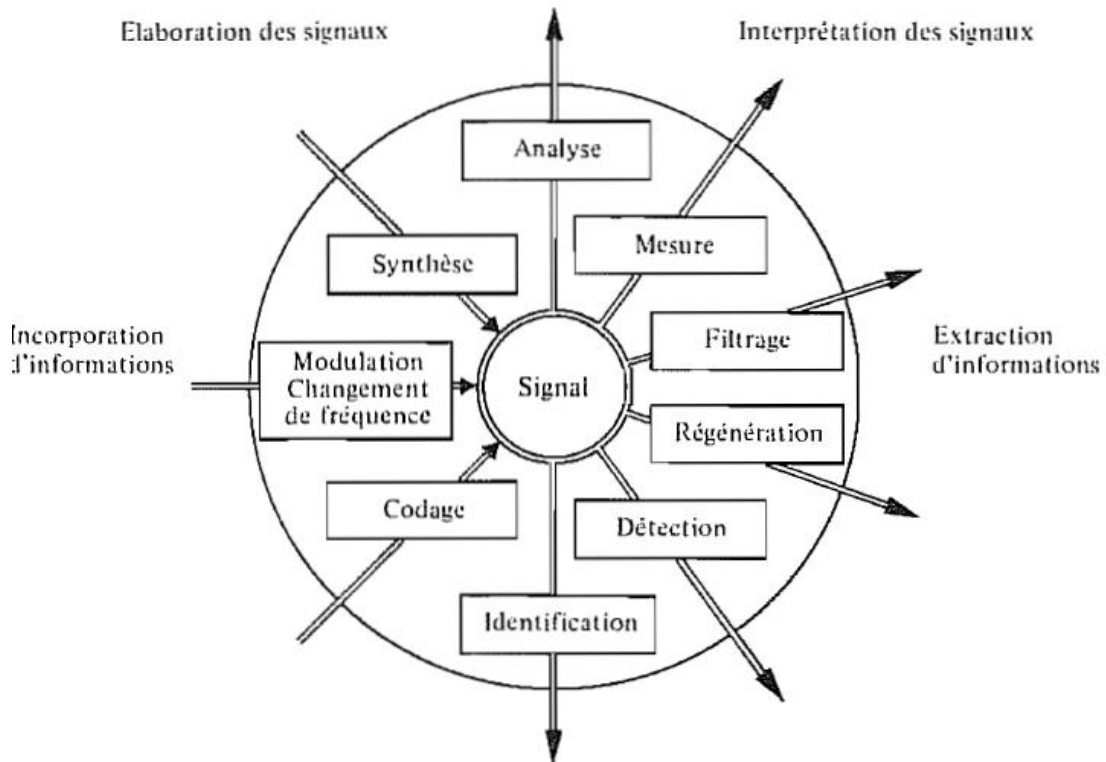 Elaboration des signaux
Interprétation des signaux
Analyse
Synthèse
Mesure
Incorporation
d'informations
Modulation
Changement
de fréquence
Signal
Filtrage
Extraction
d'informations
Régénération
Codage
Détection
Identification